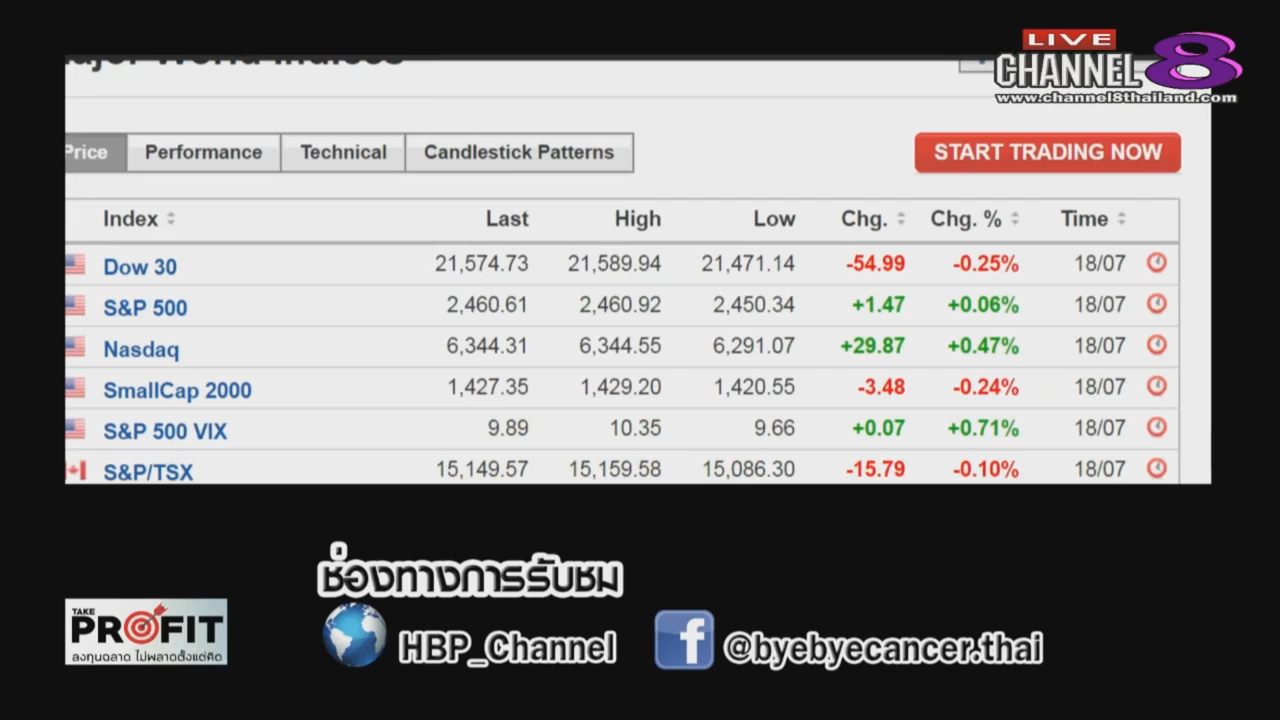 LIVE
CHANNEL 8
www.channel8thailand.com
Major World Indices
Price Performance Technical Candlestick Patterns START TRADING NOW
Index Last High Low Chg. Chg. % Time
Dow 30 21,574.73 21,589.94 21,471.14 -54.99 -0.25% 18/07
S&P 500 2,460.61 2,460.92 2,450.34 +1.47 +0.06% 18/07
Nasdaq 6,344.31 6,344.55 6,291.07 +29.87 +0.47% 18/07
SmallCap 2000 1,427.35 1,429.20 1,420.55 -3.48 -0.24% 18/07
S&P 500 VIX 9.89 10.35 9.66 +0.07 +0.71% 18/07
S&P/TSX 15,149.57 15,159.58 15,086.30 -15.79 -0.10% 18/07
ช่องทางการรับชม
TAKE
PROFIT
ลงทุนฉลาด ไม่พลาดตั้งแต่คิด
HBP_Channel
f @byebyecancer.thai